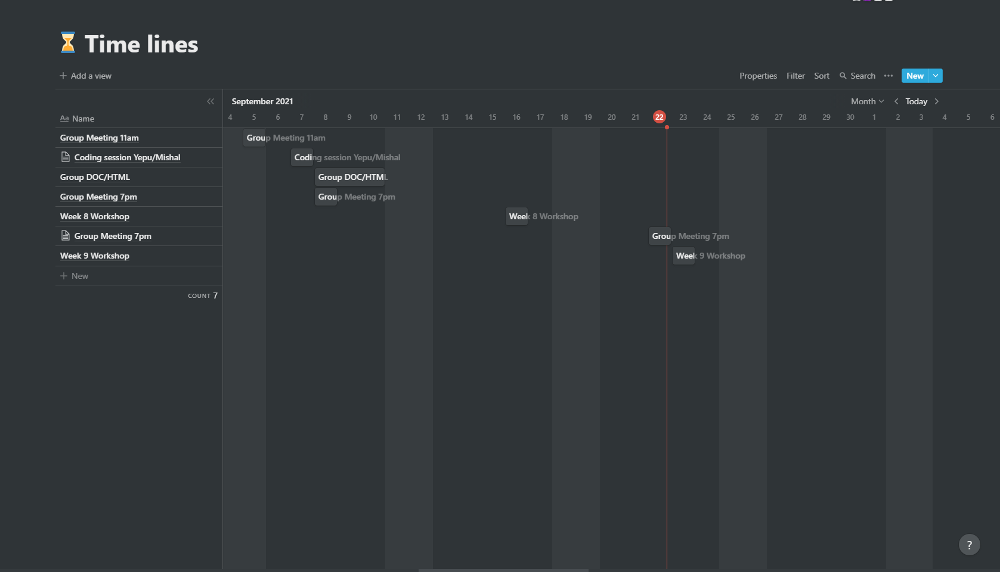 Time lines
Add a view
Properties Filter Sort Search New
September 2021 Month Today
Aa Name 4 5 6 7 8 9 10 11 12 13 14 15 16 17 18 19 20 21 22 23 24 25 26 27 28 29 30 1 2 3 4 5 6
Group Meeting 11am Group Meeting 11am
Coding session Yepu/Mishal Coding session Yepu/Mishal
Group DOC/HTML Group DOC/HTML
Group Meeting 7pm Group Meeting 7pm
Week 8 Workshop Week 8 Workshop
Group Meeting 7pm Group Meeting 7pm
Week 9 Workshop Week 9 Workshop
New
COUNT 7
?